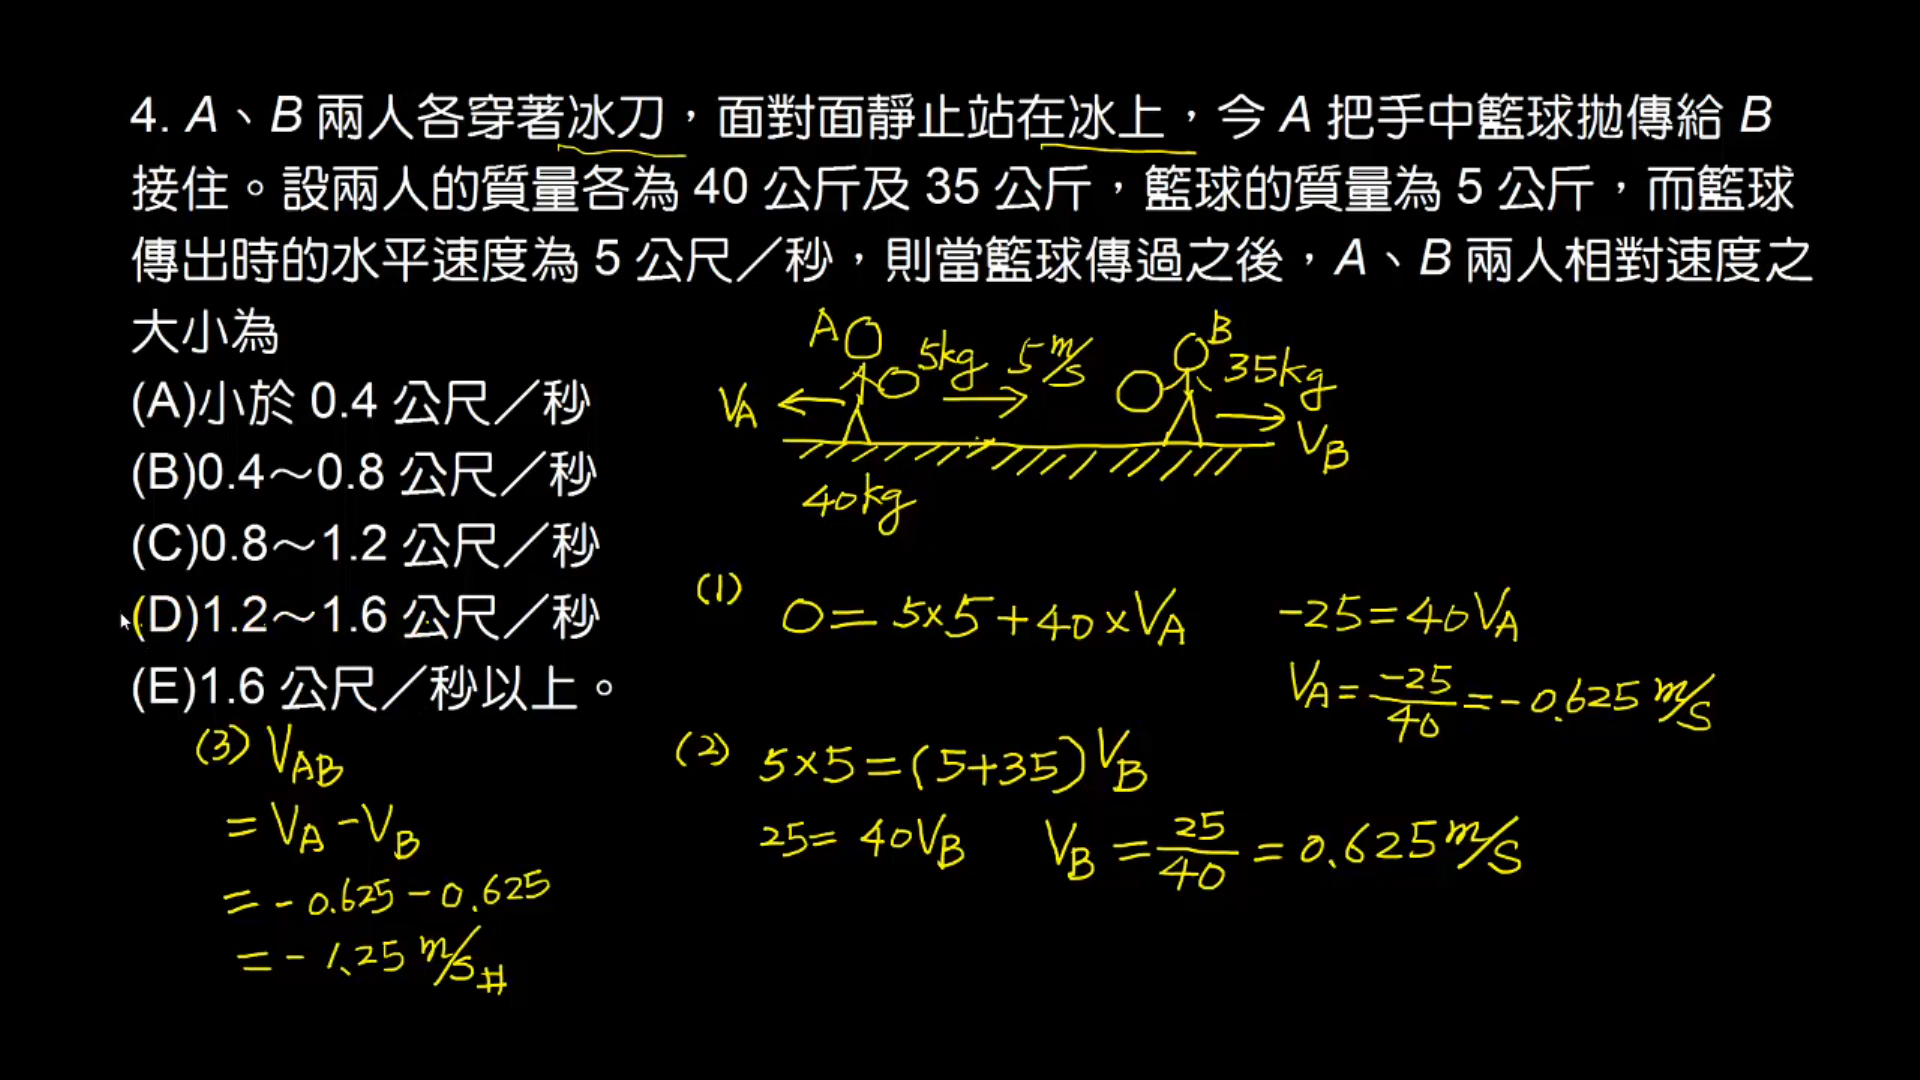 4. A、B 兩人各穿著冰刀，面對面靜止站在冰上，今 A 把手中籃球拋傳給 B
接住。設兩人的質量各為 40 公斤及 35 公斤，籃球的質量為 5 公斤，而籃球
傳出時的水平速度為 5 公尺／秒，則當籃球傳過之後，A、B 兩人相對速度之
大小為
(A)小於 0.4 公尺／秒
(B)0.4～0.8 公尺／秒
(C)0.8～1.2 公尺／秒
(D)1.2～1.6 公尺／秒
(E)1.6 公尺／秒以上。
A 5kg 5 m/s B 35kg
VA VB
40kg
(1) 0=5×5+40×VA -25=40VA
VA=-25/40=-0.625 m/s
(2) 5×5=(5+35)VB
25=40VB VB=25/40=0.625 m/s
(3) VAB
=VA-VB
=-0.625-0.625
=-1.25 m/s#